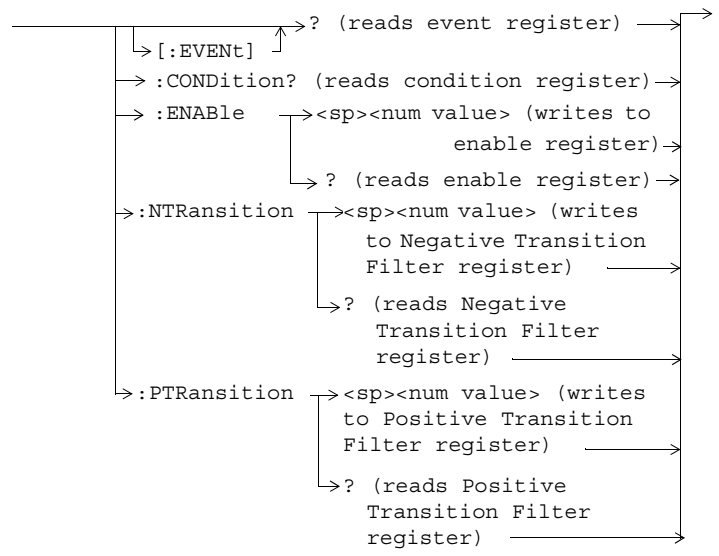 ? (reads event register)
[:EVENt]
:CONDition? (reads condition register)
:ENABle <sp><num value> (writes to
enable register)
? (reads enable register)
:NTRansition <sp><num value> (writes
to Negative Transition
Filter register)
? (reads Negative
Transition Filter
register)
:PTRansition <sp><num value> (writes
to Positive Transition
Filter register)
? (reads Positive
Transition Filter
register)